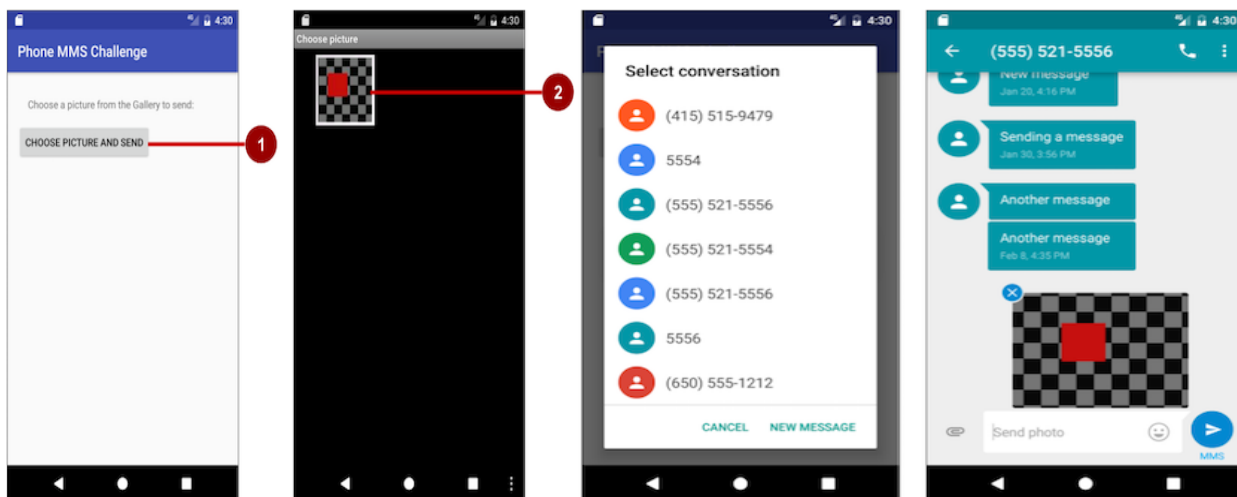 4:30
Phone MMS Challenge
Choose a picture from the Gallery to send:
CHOOSE PICTURE AND SEND
1
4:30
Choose picture
2
4:30
Select conversation
(415) 515-9479
5554
(555) 521-5556
(555) 521-5554
(555) 521-5556
5556
(650) 555-1212
CANCEL NEW MESSAGE
4:30
(555) 521-5556
New message
Jan 20, 4:16 PM
Sending a message
Jan 30, 3:56 PM
Another message
Another message
Feb 8, 4:35 PM
Send photo
MMS